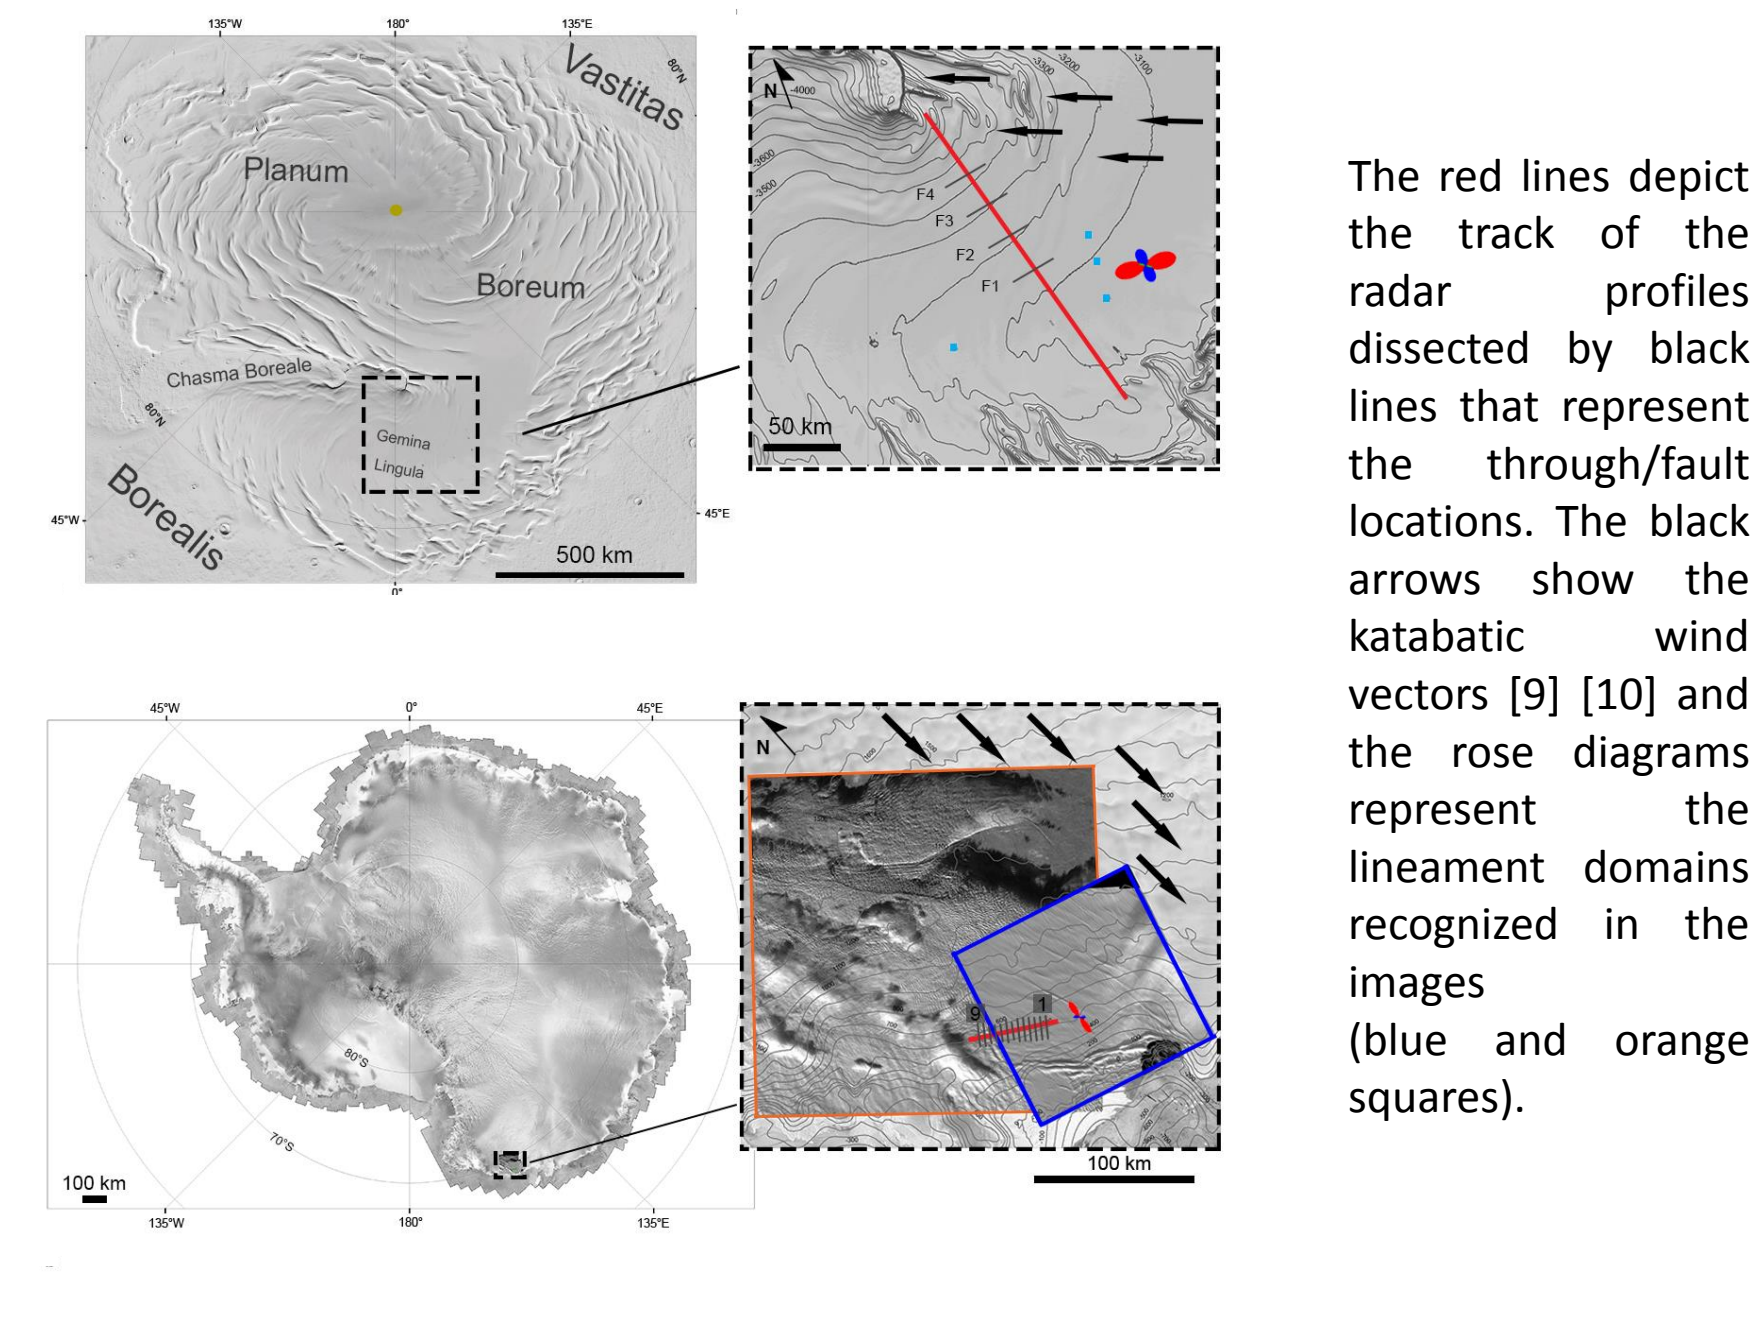 135°W
180°
135°E
Vastitas
80°N
Planum
Boreum
Chasma Boreale
80°N
Gemina
Lingula
Borealis
45°W
45°E
500 km
0°
N
-4000
-3300
-3200
-3100
-3600
-3500
F4
F3
F2
F1
50 km
The red lines depict
the track of the
radar profiles
dissected by black
lines that represent
the through/fault
locations. The black
arrows show the
katabatic wind
vectors [9] [10] and
the rose diagrams
represent the
lineament domains
recognized in the
images
(blue and orange
squares).
45°W
0°
45°E
80°S
70°S
100 km
135°W
180°
135°E
N
9
1
100 km